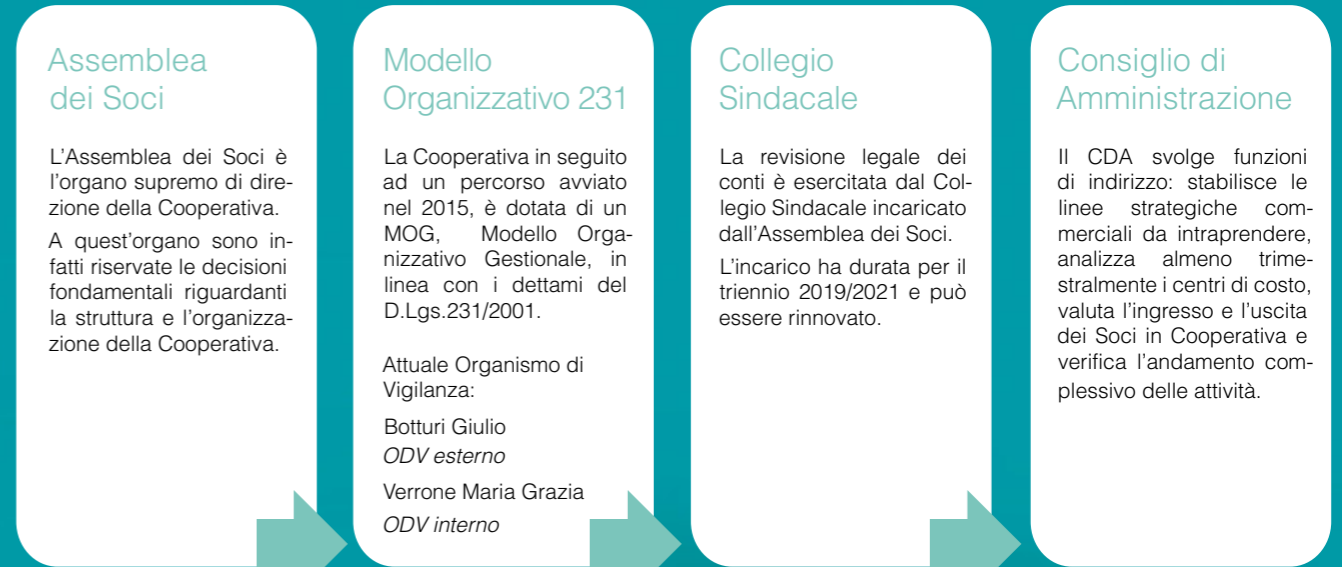 Assemblea
dei Soci
L'Assemblea dei Soci è
l'organo supremo di dire-
zione della Cooperativa.
A quest'organo sono in-
fatti riservate le decisioni
fondamentali riguardanti
la struttura e l'organizza-
zione della Cooperativa.
Modello
Organizzativo 231
La Cooperativa in seguito
ad un percorso avviato
nel 2015, è dotata di un
MOG, Modello Orga-
nizzativo Gestionale, in
linea con i dettami del
D.Lgs.231/2001.
Attuale Organismo di
Vigilanza:
Botturi Giulio
ODV esterno
Verrone Maria Grazia
ODV interno
Collegio
Sindacale
La revisione legale dei
conti è esercitata dal Col-
legio Sindacale incaricato
dall'Assemblea dei Soci.
L'incarico ha durata per il
triennio 2019/2021 e può
essere rinnovato.
Consiglio di
Amministrazione
Il CDA svolge funzioni
di indirizzo: stabilisce le
linee strategiche com-
merciali da intraprendere,
analizza almeno trime-
stralmente i centri di costo,
valuta l'ingresso e l'uscita
dei Soci in Cooperativa e
verifica l'andamento com-
plessivo delle attività.